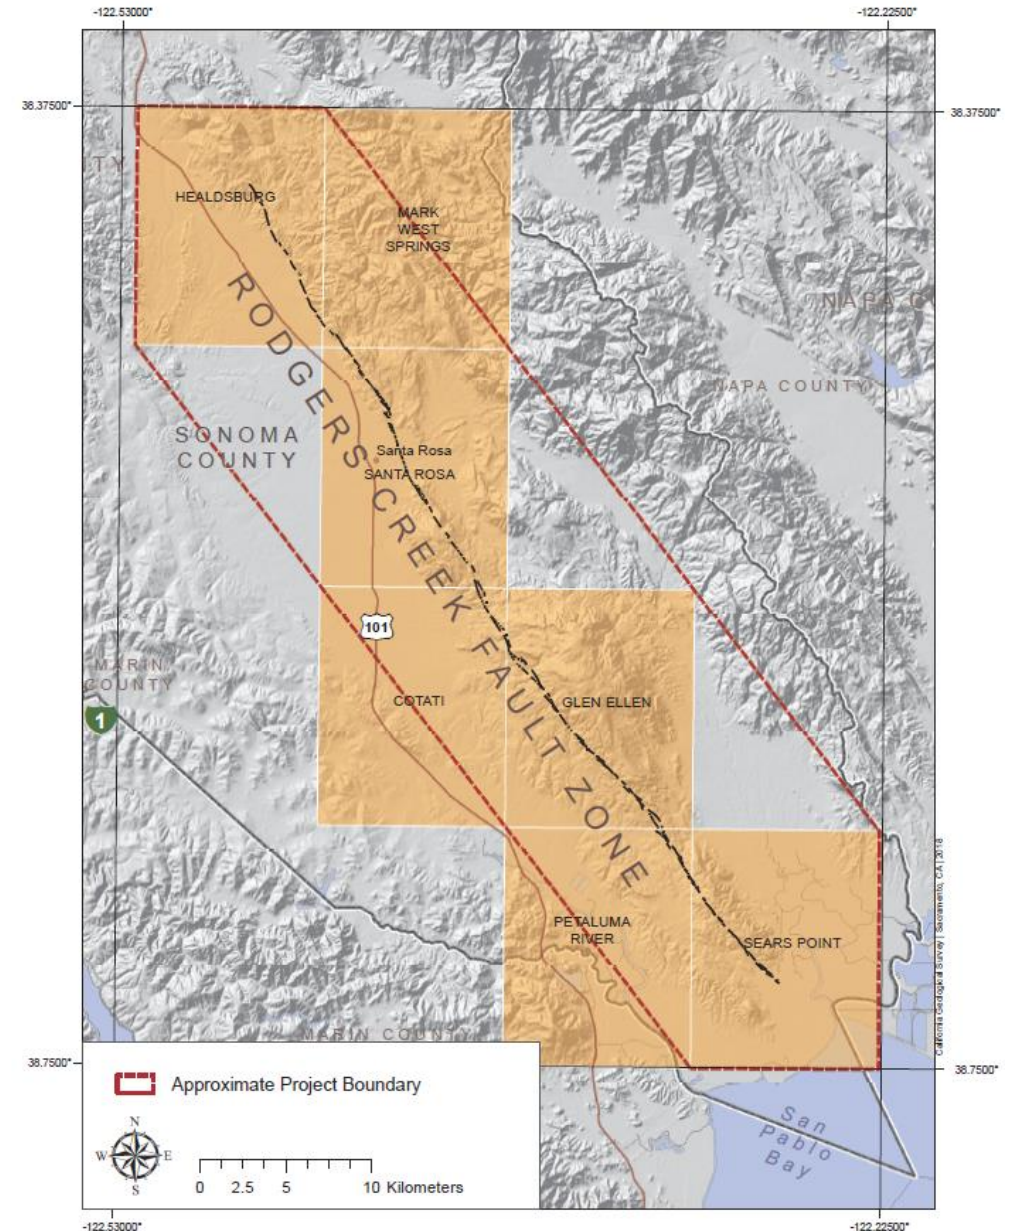 -122.53000°
-122.22500°
38.37500°
38.37500°
HEALDSBURG
MARK
WEST
SPRINGS
NAPA C
NAPA COUNTY
RODGERS CREEK FAULT ZONE
SONOMA
COUNTY
Santa Rosa
SANTA ROSA
101
MARIN
COUNTY
1
COTATI
GLEN ELLEN
PETALUMA
RIVER
SEARS POINT
California Geological Survey | Sacramento, CA | 2018
MARIN COUNTY
38.7500°
38.7500°
Approximate Project Boundary
San
Pablo
Bay
N
W E
S
0 2.5 5 10 Kilometers
-122.53000°
-122.22500°